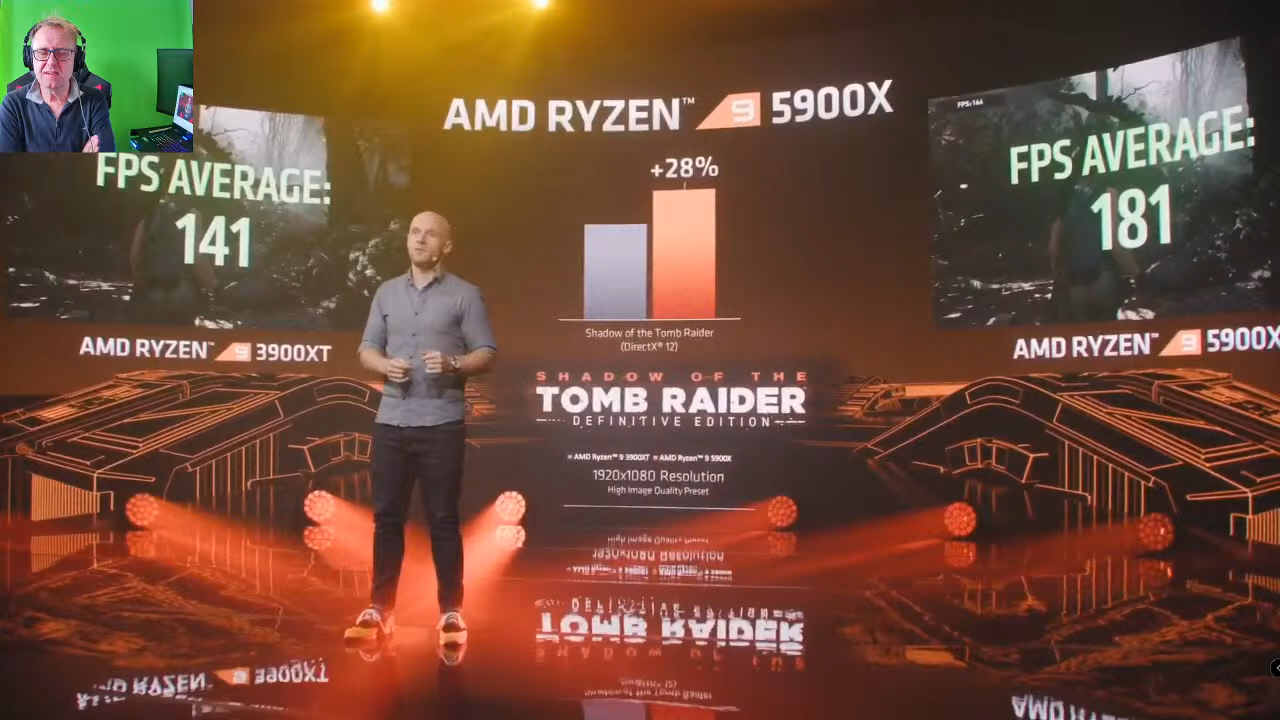 AMD RYZEN™ 9 5900X
+28%
Shadow of the Tomb Raider
(DirectX® 12)
SHADOW OF THE
TOMB RAIDER
DEFINITIVE EDITION
AMD Ryzen™ 9 3900XT AMD Ryzen™ 9 5900X
1920x1080 Resolution
High Image Quality Preset
FPS AVERAGE:
141
AMD RYZEN™ 9 3900XT
FPS: 144
FPS AVERAGE:
181
AMD RYZEN™ 9 5900X